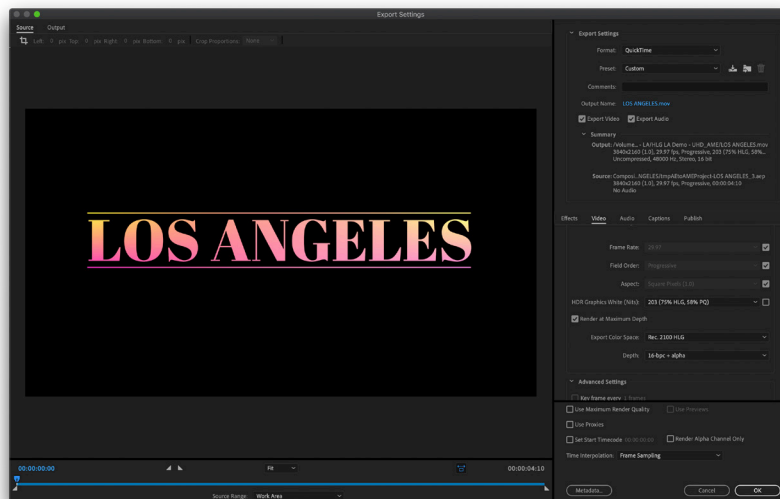 Export Settings
Source Output
Left: 0 pix Top: 0 pix Right: 0 pix Bottom: 0 pix Crop Proportions: None
LOS ANGELES
00:00:00:00 Fit 00:00:04:10
Source Range: Work Area
Export Settings
Format: QuickTime
Preset: Custom
Comments:
Output Name: LOS ANGELES.mov
Export Video Export Audio
Summary
Output: /Volume... - LA/HLG LA Demo - UHD_AME/LOS ANGELES.mov
3840x2160 (1.0), 29.97 fps, Progressive, 203 (75% HLG, 58%...
Uncompressed, 48000 Hz, Stereo, 16 bit
Source: Composi...NGELES/tmpAEtoAMEProject-LOS ANGELES_3.aep
3840x2160 (1.0), 29.97 fps, Progressive, 00:00:04:10
No Audio
Effects Video Audio Captions Publish
Frame Rate: 29.97
Field Order: Progressive
Aspect: Square Pixels (1.0)
HDR Graphics White (Nits): 203 (75% HLG, 58% PQ)
Render at Maximum Depth
Export Color Space: Rec. 2100 HLG
Depth: 16-bpc + alpha
Advanced Settings
Key frame every 1 frames
Use Maximum Render Quality Use Previews
Use Proxies
Set Start Timecode 00:00:00:00 Render Alpha Channel Only
Time Interpolation: Frame Sampling
Metadata... Cancel OK